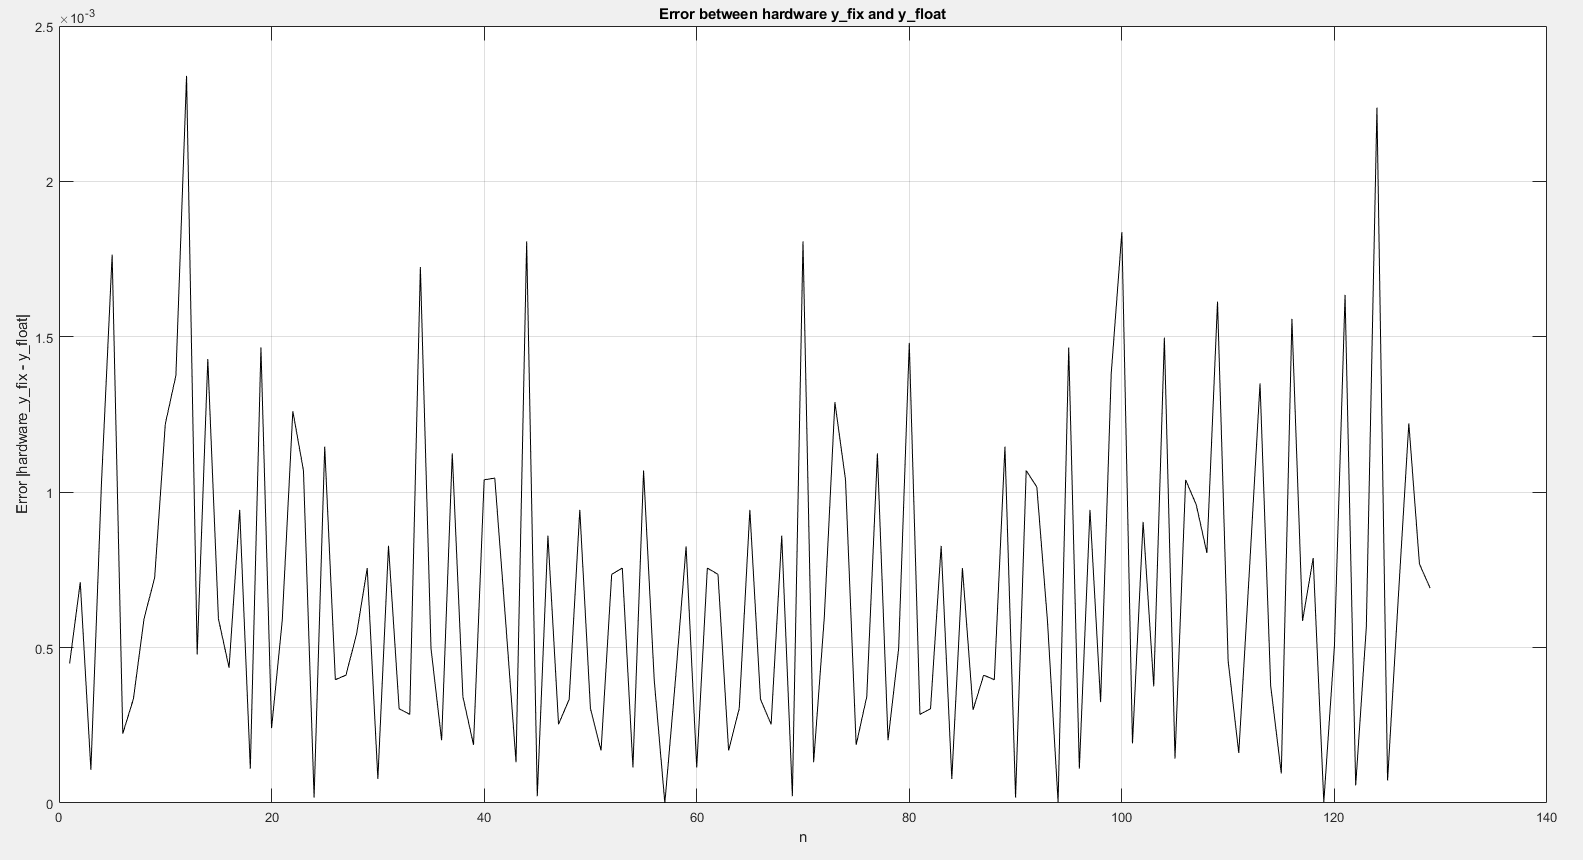 Error between hardware y_fix and y_float
×10-3
2.5
2
1.5
1
0.5
0
Error |hardware_y_fix - y_float|
0 20 40 60 80 100 120 140
n